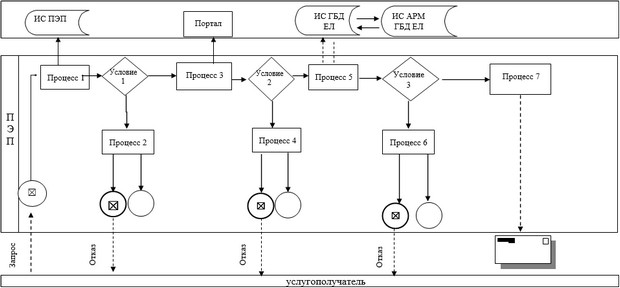 ИС ПЭП
Портал
ИС ГБД
ЕЛ
ИС АРМ
ГБД ЕЛ
ПЭП
Процесс 1
Условие
1
Процесс 3
Условие
2
Процесс 5
Условие
3
Процесс 7
Процесс 2
Процесс 4
Процесс 6
Запрос
Отказ
Отказ
Отказ
услугополучатель